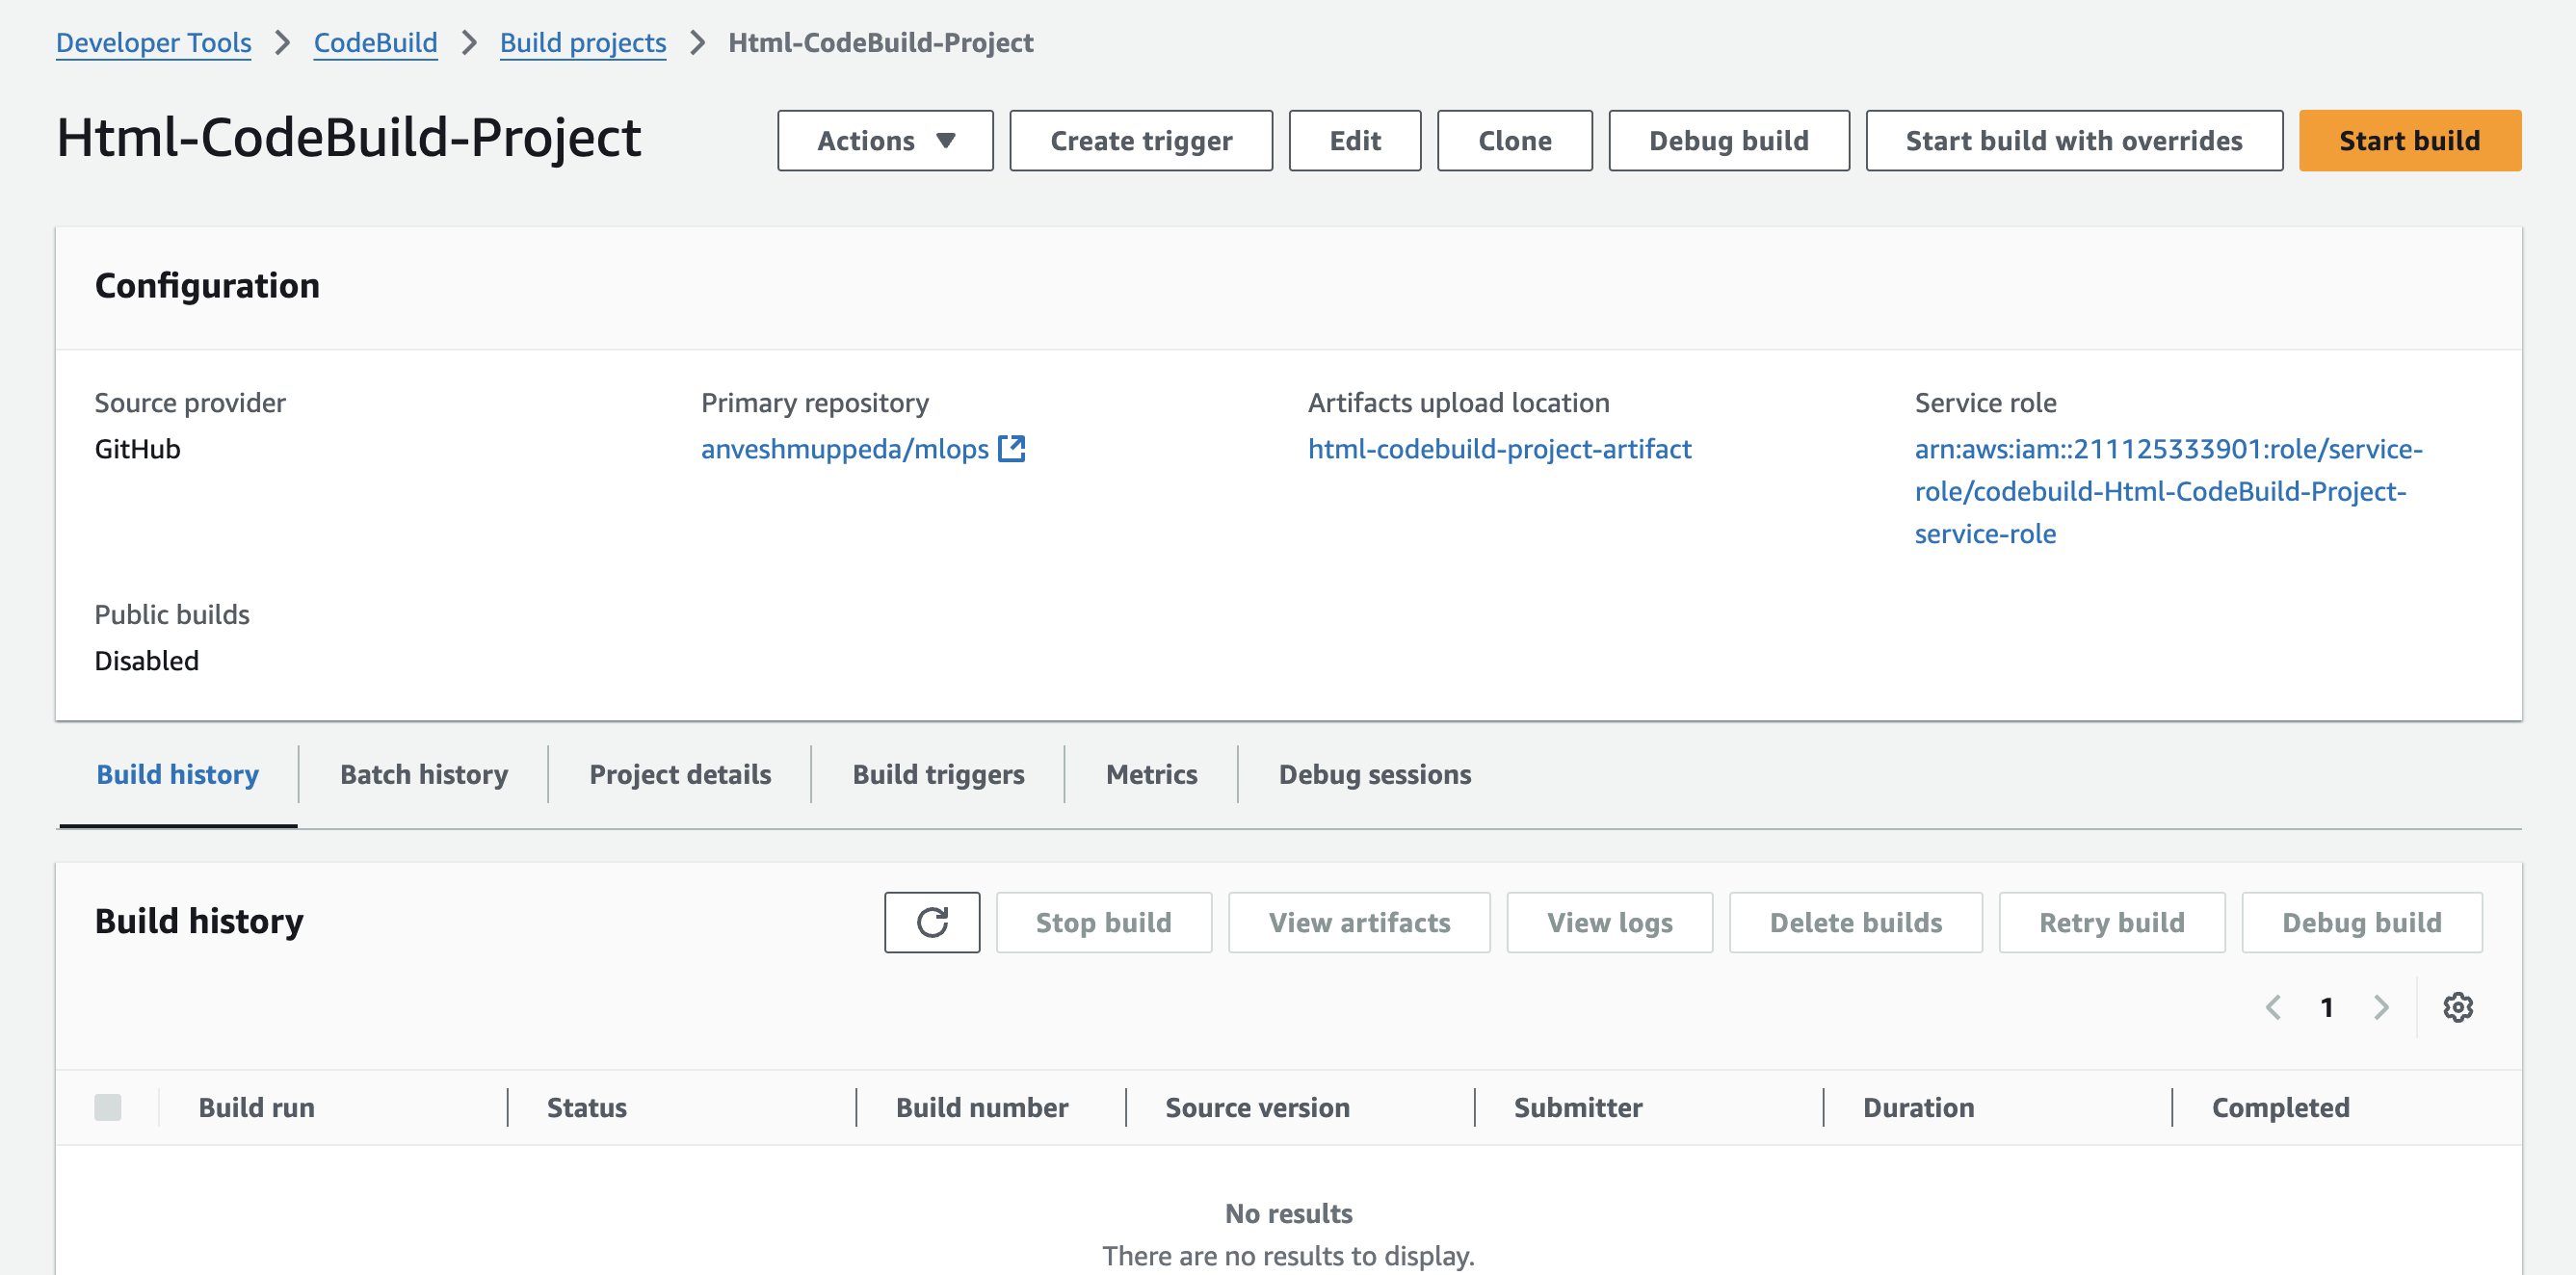 Developer Tools > CodeBuild > Build projects > Html-CodeBuild-Project
Html-CodeBuild-Project
Actions Create trigger Edit Clone Debug build Start build with overrides Start build
Configuration
Source provider
GitHub
Primary repository
anveshmuppeda/mlops
Artifacts upload location
html-codebuild-project-artifact
Service role
arn:aws:iam::211125333901:role/service-
role/codebuild-Html-CodeBuild-Project-
service-role
Public builds
Disabled
Build history Batch history Project details Build triggers Metrics Debug sessions
Build history
Stop build View artifacts View logs Delete builds Retry build Debug build
1
Build run Status Build number Source version Submitter Duration Completed
No results
There are no results to display.